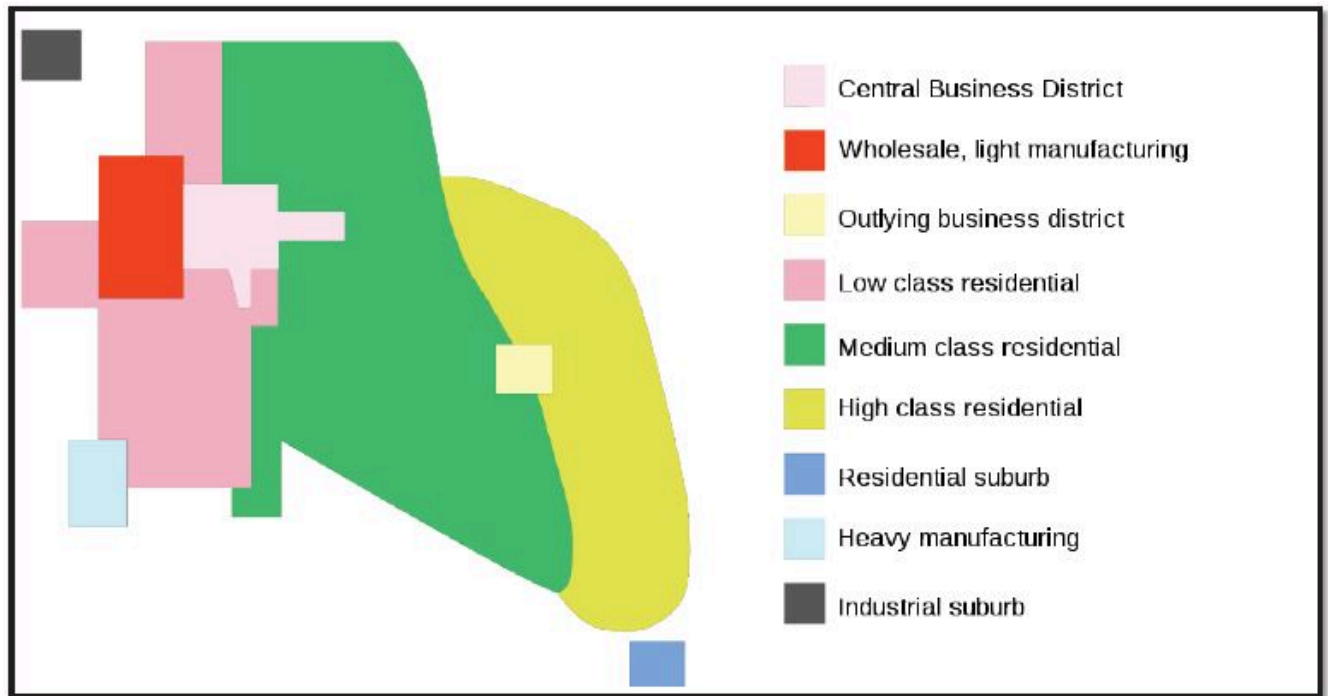 Central Business District
Wholesale, light manufacturing
Outlying business district
Low class residential
Medium class residential
High class residential
Residential suburb
Heavy manufacturing
Industrial suburb